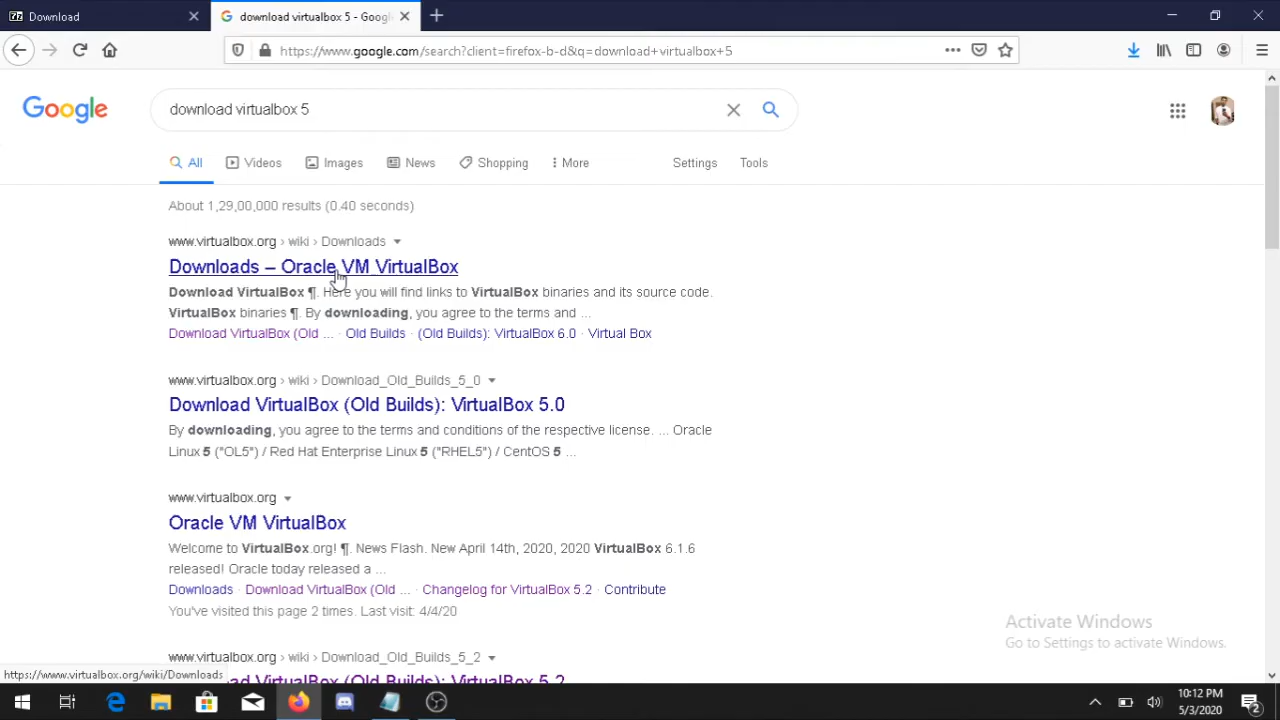 Download
download virtualbox 5 - Google
https://www.google.com/search?client=firefox-b-d&q=download+virtualbox+5
Google
download virtualbox 5
All Videos Images News Shopping More Settings Tools
About 1,29,00,000 results (0.40 seconds)
www.virtualbox.org › wiki › Downloads
Downloads – Oracle VM VirtualBox
Download VirtualBox ¶. Here you will find links to VirtualBox binaries and its source code.
VirtualBox binaries ¶. By downloading, you agree to the terms and ...
Download VirtualBox (Old ... · Old Builds · (Old Builds): VirtualBox 6.0 · Virtual Box
www.virtualbox.org › wiki › Download_Old_Builds_5_0
Download VirtualBox (Old Builds): VirtualBox 5.0
By downloading, you agree to the terms and conditions of the respective license. ... Oracle
Linux 5 ("OL5") / Red Hat Enterprise Linux 5 ("RHEL5") / CentOS 5 ...
www.virtualbox.org
Oracle VM VirtualBox
Welcome to VirtualBox.org! ¶. News Flash. New April 14th, 2020, 2020 VirtualBox 6.1.6
released! Oracle today released a ...
Downloads · Download VirtualBox (Old ... · Changelog for VirtualBox 5.2 · Contribute
You've visited this page 2 times. Last visit: 4/4/20
www.virtualbox.org › wiki › Download_Old_Builds_5_2
Download VirtualBox (Old Builds): VirtualBox 5.2
Activate Windows
Go to Settings to activate Windows.
https://www.virtualbox.org/wiki/Downloads
10:12 PM
5/3/2020
2